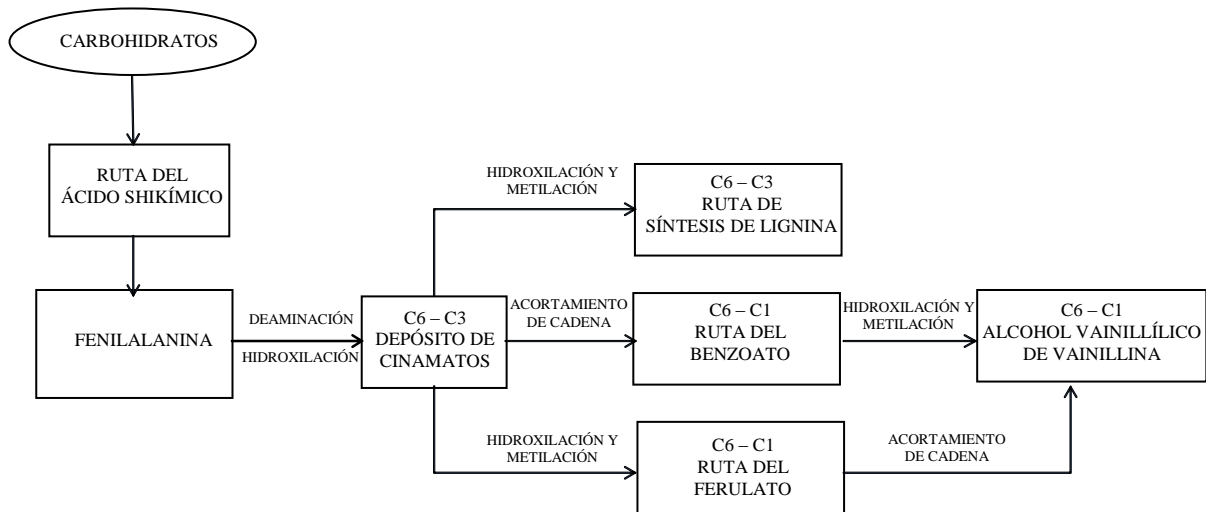 CARBOHIDRATOS
RUTA DEL
ÁCIDO SHIKÍMICO
FENILALANINA
DEAMINACIÓN
HIDROXILACIÓN
C6 – C3
DEPÓSITO DE
CINAMATOS
HIDROXILACIÓN Y
METILACIÓN
C6 – C3
RUTA DE
SÍNTESIS DE LIGNINA
ACORTAMIENTO
DE CADENA
C6 – C1
RUTA DEL
BENZOATO
HIDROXILACIÓN Y
METILACIÓN
C6 – C1
ALCOHOL VAINILLÍLICO
DE VAINILLINA
HIDROXILACIÓN Y
METILACIÓN
C6 – C1
RUTA DEL
FERULATO
ACORTAMIENTO
DE CADENA